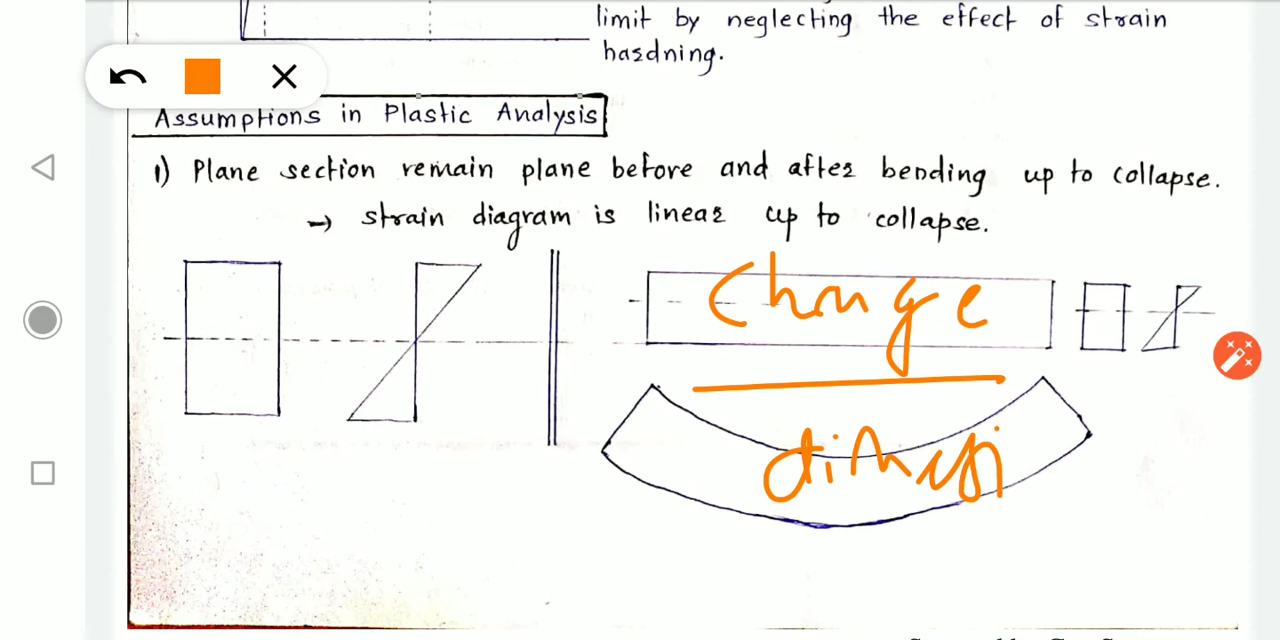 limit by neglecting the effect of strain
hardning.
Assumptions in Plastic Analysis
1) Plane section remain plane before and after bending up to collapse.
→ strain diagram is linear up to collapse.
Change